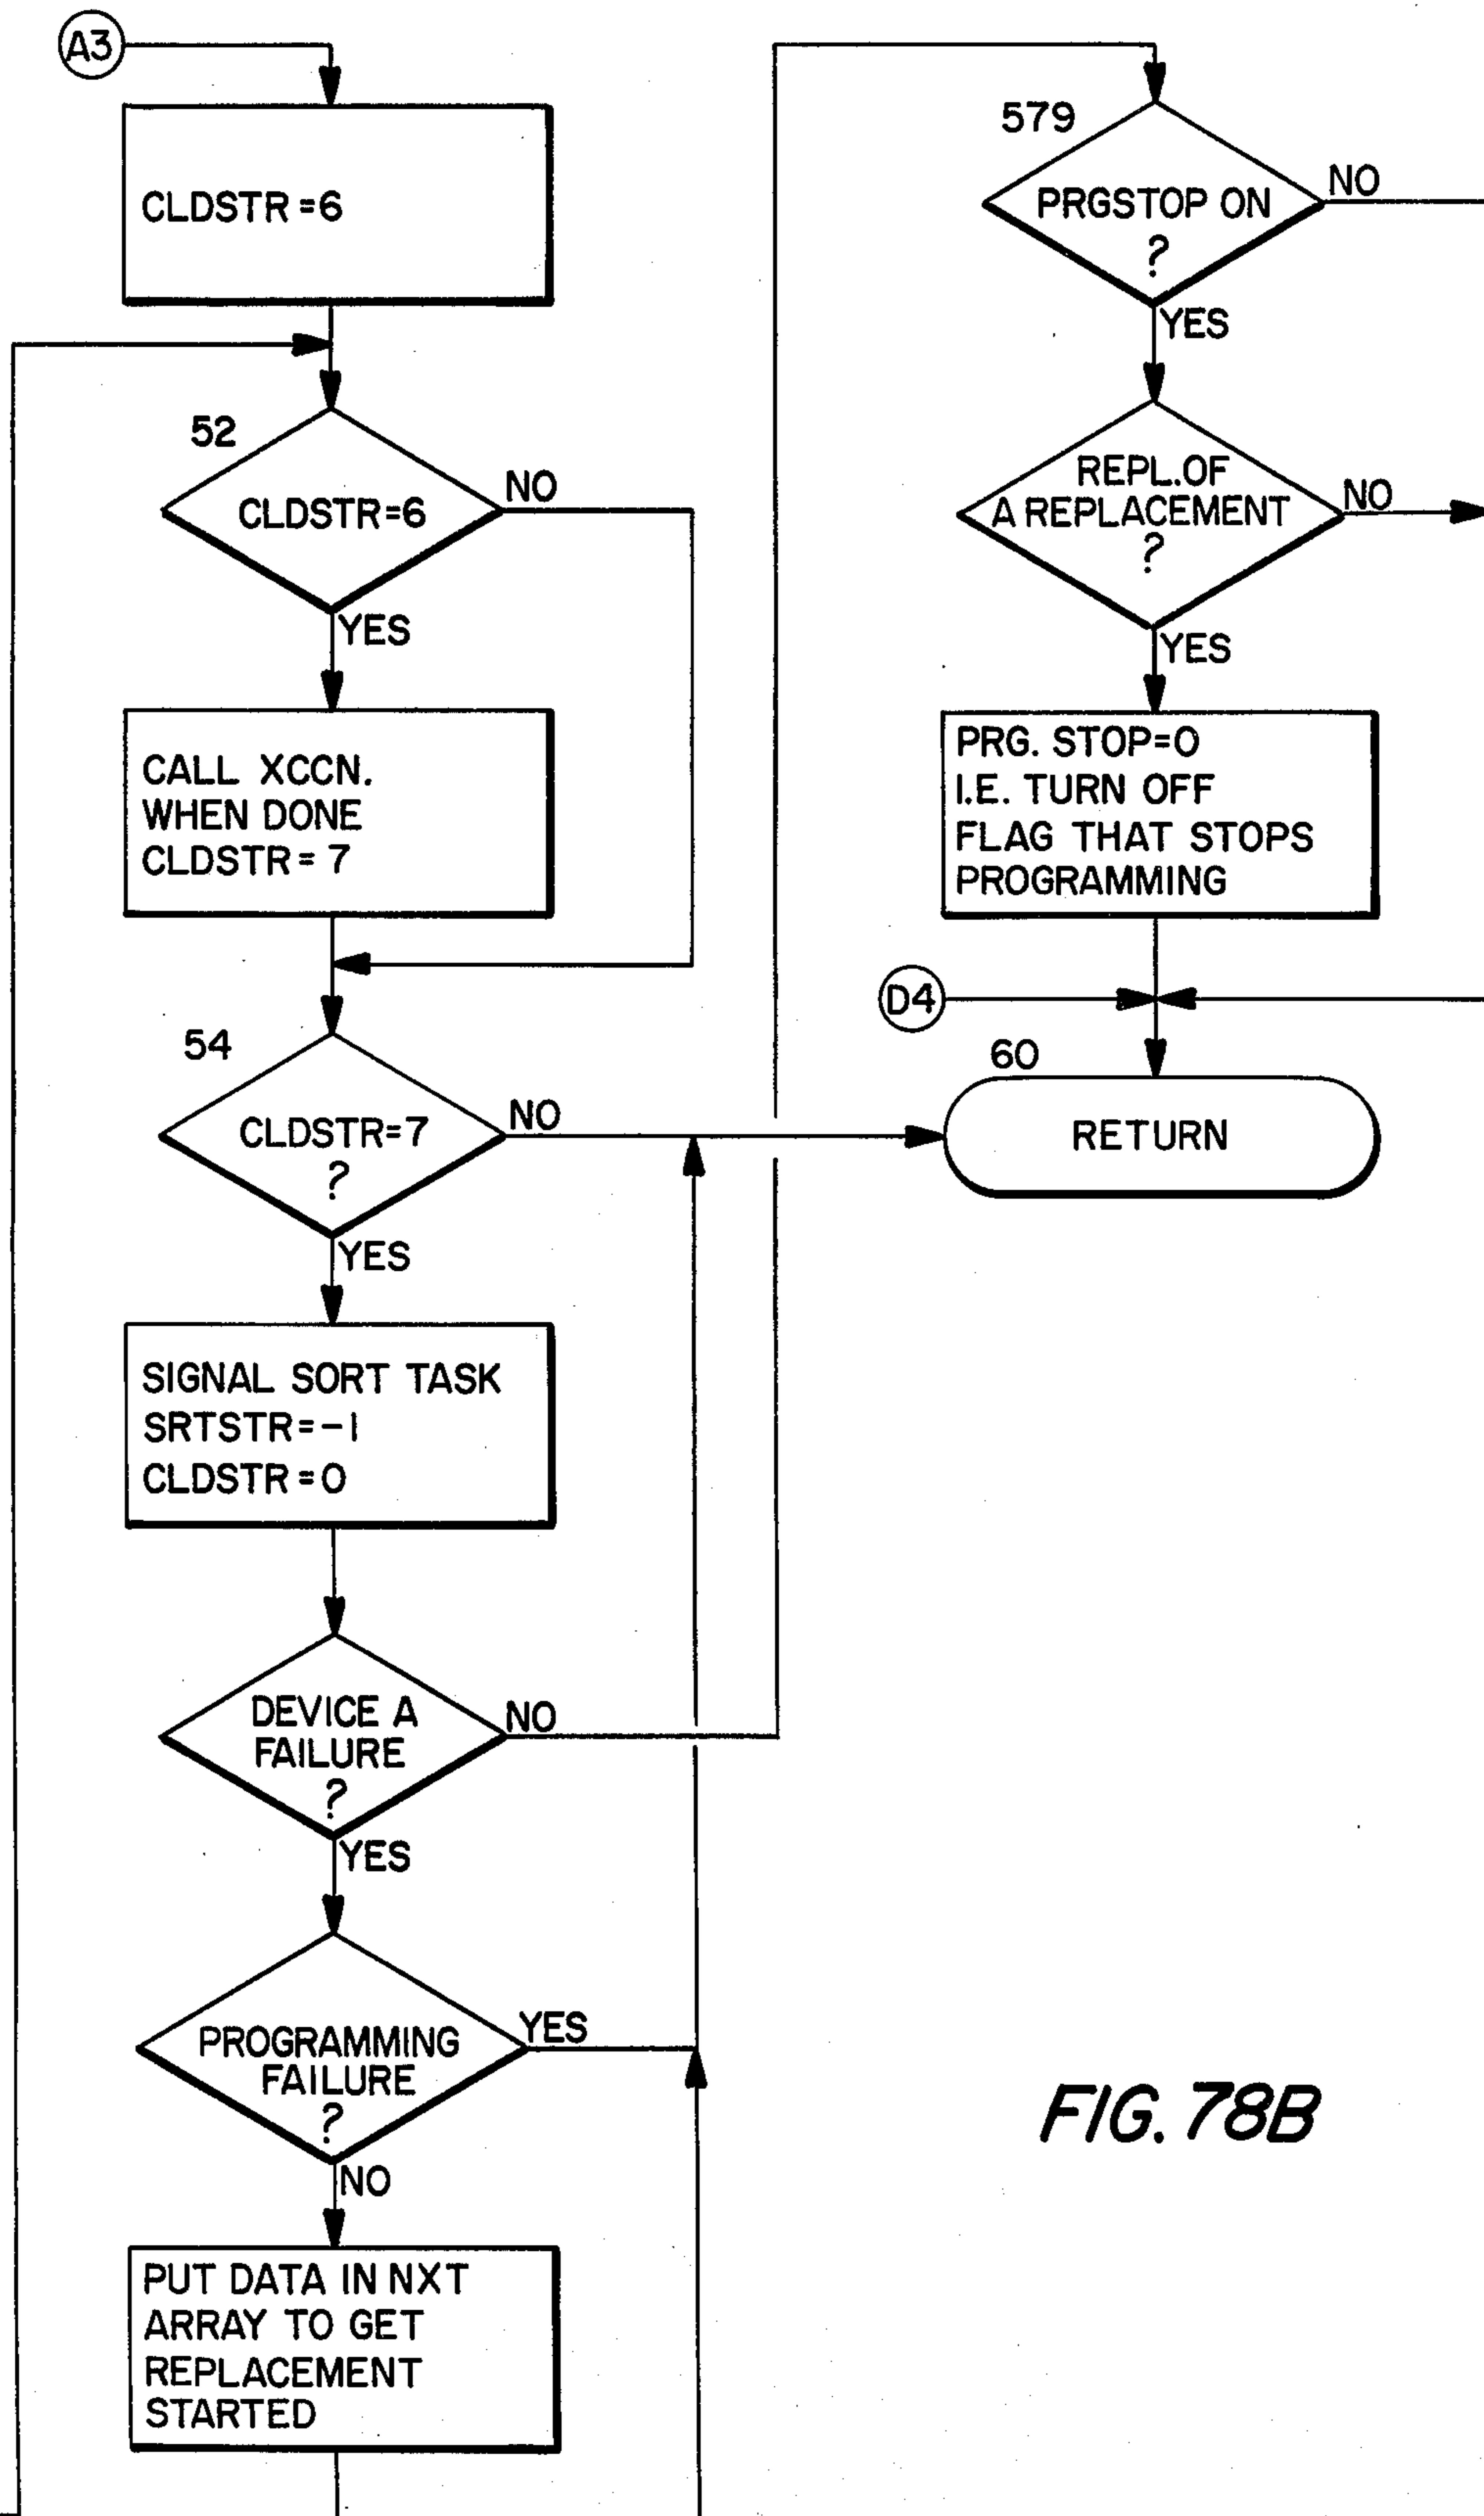 A3
CLDSTR=6
52
CLDSTR=6
NO
YES
CALL XCCN.
WHEN DONE
CLDSTR=7
54
CLDSTR=7
?
NO
YES
SIGNAL SORT TASK
SRTSTR=-1
CLDSTR=0
DEVICE A
FAILURE
?
NO
YES
PROGRAMMING
FAILURE
?
YES
NO
PUT DATA IN NXT
ARRAY TO GET
REPLACEMENT
STARTED
579
PRGSTOP ON
?
NO
YES
REPL.OF
A REPLACEMENT
?
NO
YES
PRG. STOP=0
I.E. TURN OFF
FLAG THAT STOPS
PROGRAMMING
D4
60
RETURN
FIG. 78B